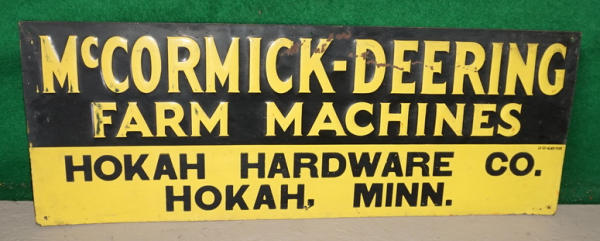 McCORMICK-DEERING
FARM MACHINES
HOKAH HARDWARE CO.
HOKAH, MINN.